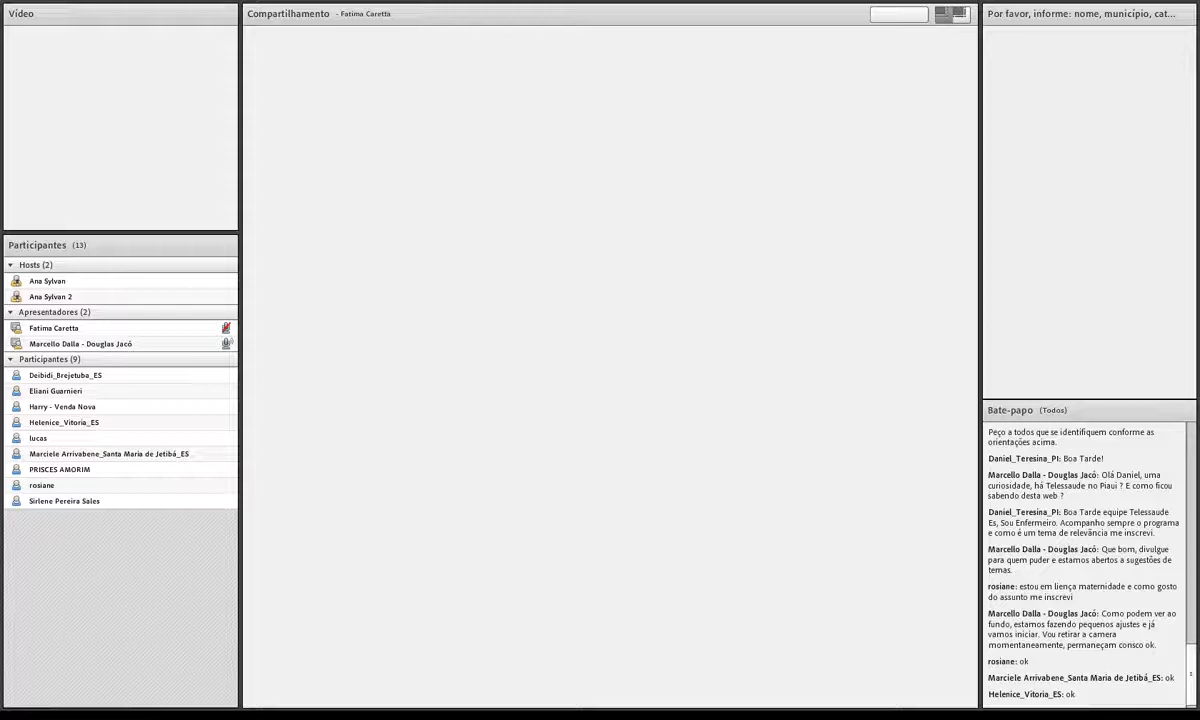 Vídeo
Compartilhamento - Fatima Caretta
Por favor, informe: nome, município, cat...
Participantes (13)
Hosts (2)
Ana Sylvan
Ana Sylvan 2
Apresentadores (2)
Fatima Caretta
Marcello Dalla - Douglas Jacó
Participantes (9)
Deibidi_Brejetuba_ES
Eliani Guarnieri
Harry - Venda Nova
Helenice_Vitoria_ES
lucas
Marciele Arrivabene_Santa Maria de Jetibá_ES
PRISCES AMORIM
rosiane
Sirlene Pereira Sales
Bate-papo (Todos)
Peço a todos que se identifiquem conforme as
orientações acima.
Daniel_Teresina_PI: Boa Tarde!
Marcello Dalla - Douglas Jacó: Olá Daniel, uma
curiosidade, há Telessaude no Piaui ? E como ficou
sabendo desta web ?
Daniel_Teresina_PI: Boa Tarde equipe Telessaude
Es, Sou Enfermeiro. Acompanho sempre o programa
e como é um tema de relevância me inscrevi.
Marcello Dalla - Douglas Jacó: Que bom, divulgue
para quem puder e estamos abertos a sugestões de
temas.
rosiane: estou em liença maternidade e como gosto
do assunto me inscrevi
Marcello Dalla - Douglas Jacó: Como podem ver ao
fundo, estamos fazendo pequenos ajustes e já
vamos iniciar. Vou retirar a camera
momentaneamente, permaneçam consco ok.
rosiane: ok
Marciele Arrivabene_Santa Maria de Jetibá_ES: ok
Helenice_Vitoria_ES: ok